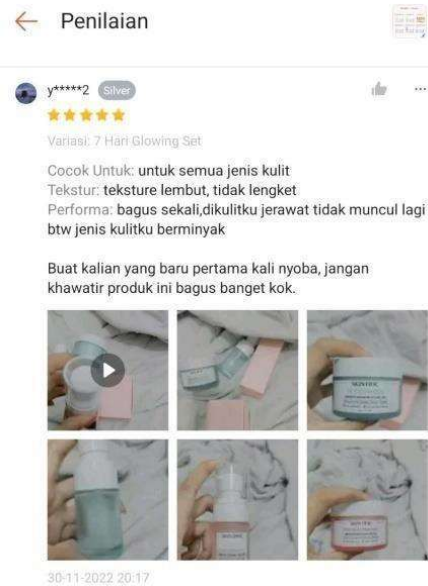 Penilaian
y*****2 Silver
Variasi: 7 Hari Glowing Set
Cocok Untuk: untuk semua jenis kulit
Tekstur: teksture lembut, tidak lengket
Performa: bagus sekali,dikulitku jerawat tidak muncul lagi
btw jenis kulitku berminyak
Buat kalian yang baru pertama kali nyoba, jangan
khawatir produk ini bagus banget kok.
SKINTIFIC
30-11-2022 20:17